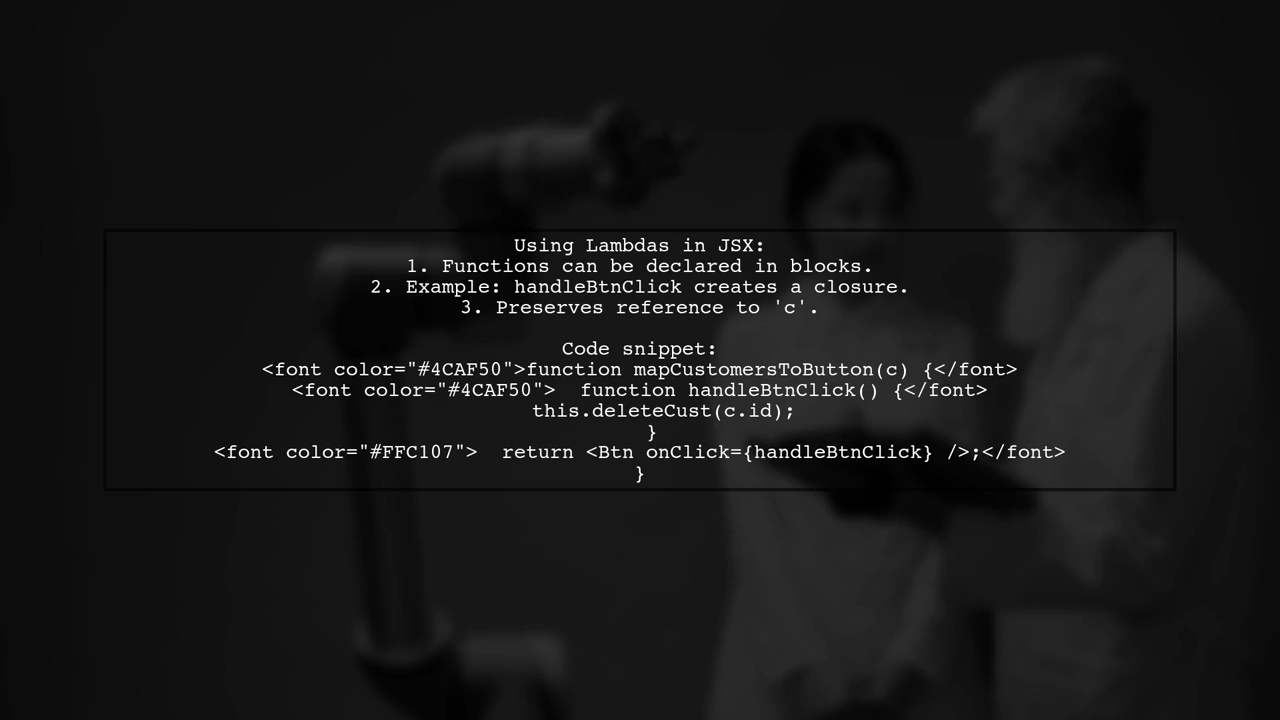 Using Lambdas in JSX:
1. Functions can be declared in blocks.
2. Example: handleBtnClick creates a closure.
3. Preserves reference to 'c'.
Code snippet:
<font color="#4CAF50">function mapCustomersToButton(c) {</font>
<font color="#4CAF50">  function handleBtnClick() {</font>
this.deleteCust(c.id);
}
<font color="#FFC107">  return <Btn onClick={handleBtnClick} />;</font>
}